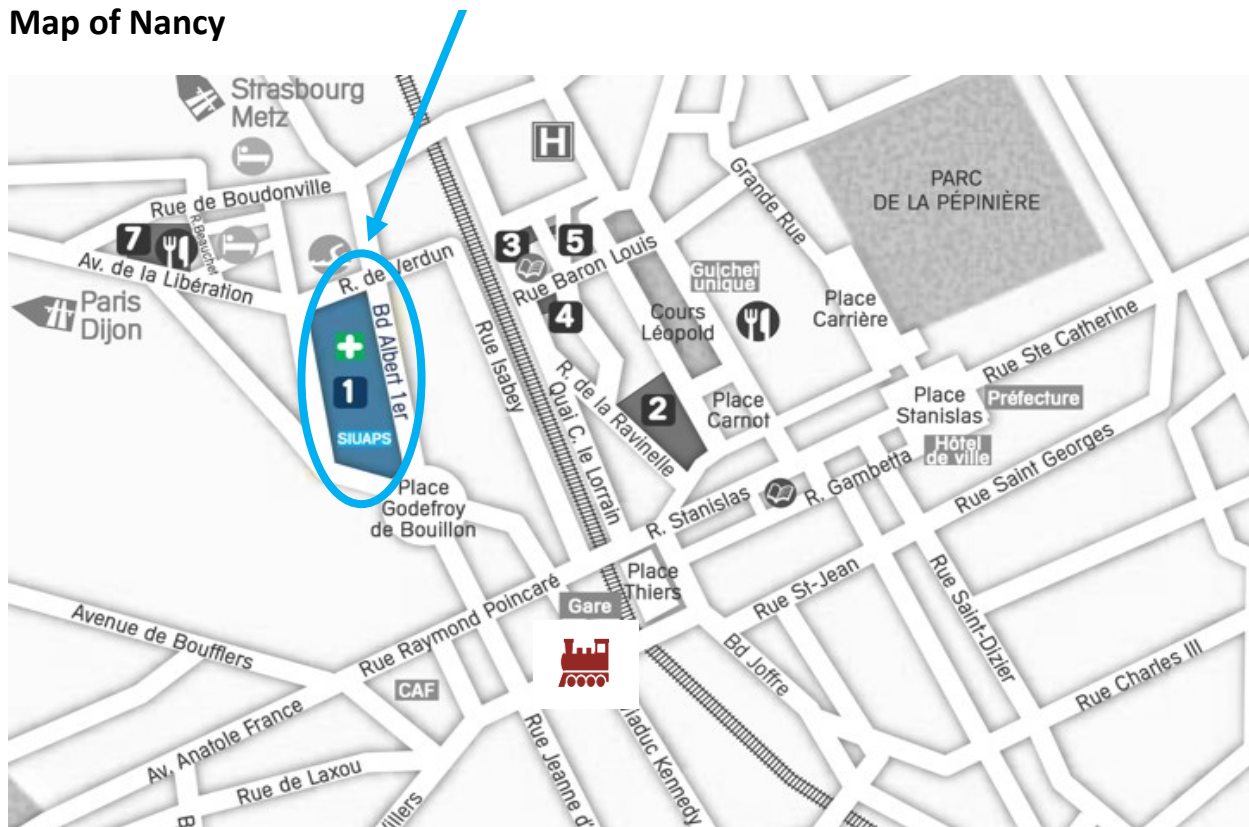 Map of Nancy
Strasbourg
Metz
H
PARC
DE LA PÉPINIÈRE
Grande Rue
Rue de Boudonville
R. Beauchet
7
3
5
Av. de la Libération
R. de Verdun
Rue Baron Louis
Guichet
unique
Paris
Dijon
Bd Albert 1er
4
Cours
Léopold
Place
Carrière
Rue Isabey
Rue Ste Catherine
1
SIUAPS
R. de la Ravinelle
2
Place
Carnot
Place
Stanislas
Préfecture
Hôtel
de ville
Quai C. le Lorrain
Place
Godefroy
de Bouillon
R. Stanislas
R. Gambetta
Rue Saint Georges
Place
Thiers
Gare
Rue St-Jean
Rue Saint-Dizier
Avenue de Boufflers
Rue Raymond Poincaré
CAF
Bd Joffre
Rue Charles III
Av. Anatole France
Rue de Laxou
Rue Jeanne d'
iaduc Kennedy
illers
B